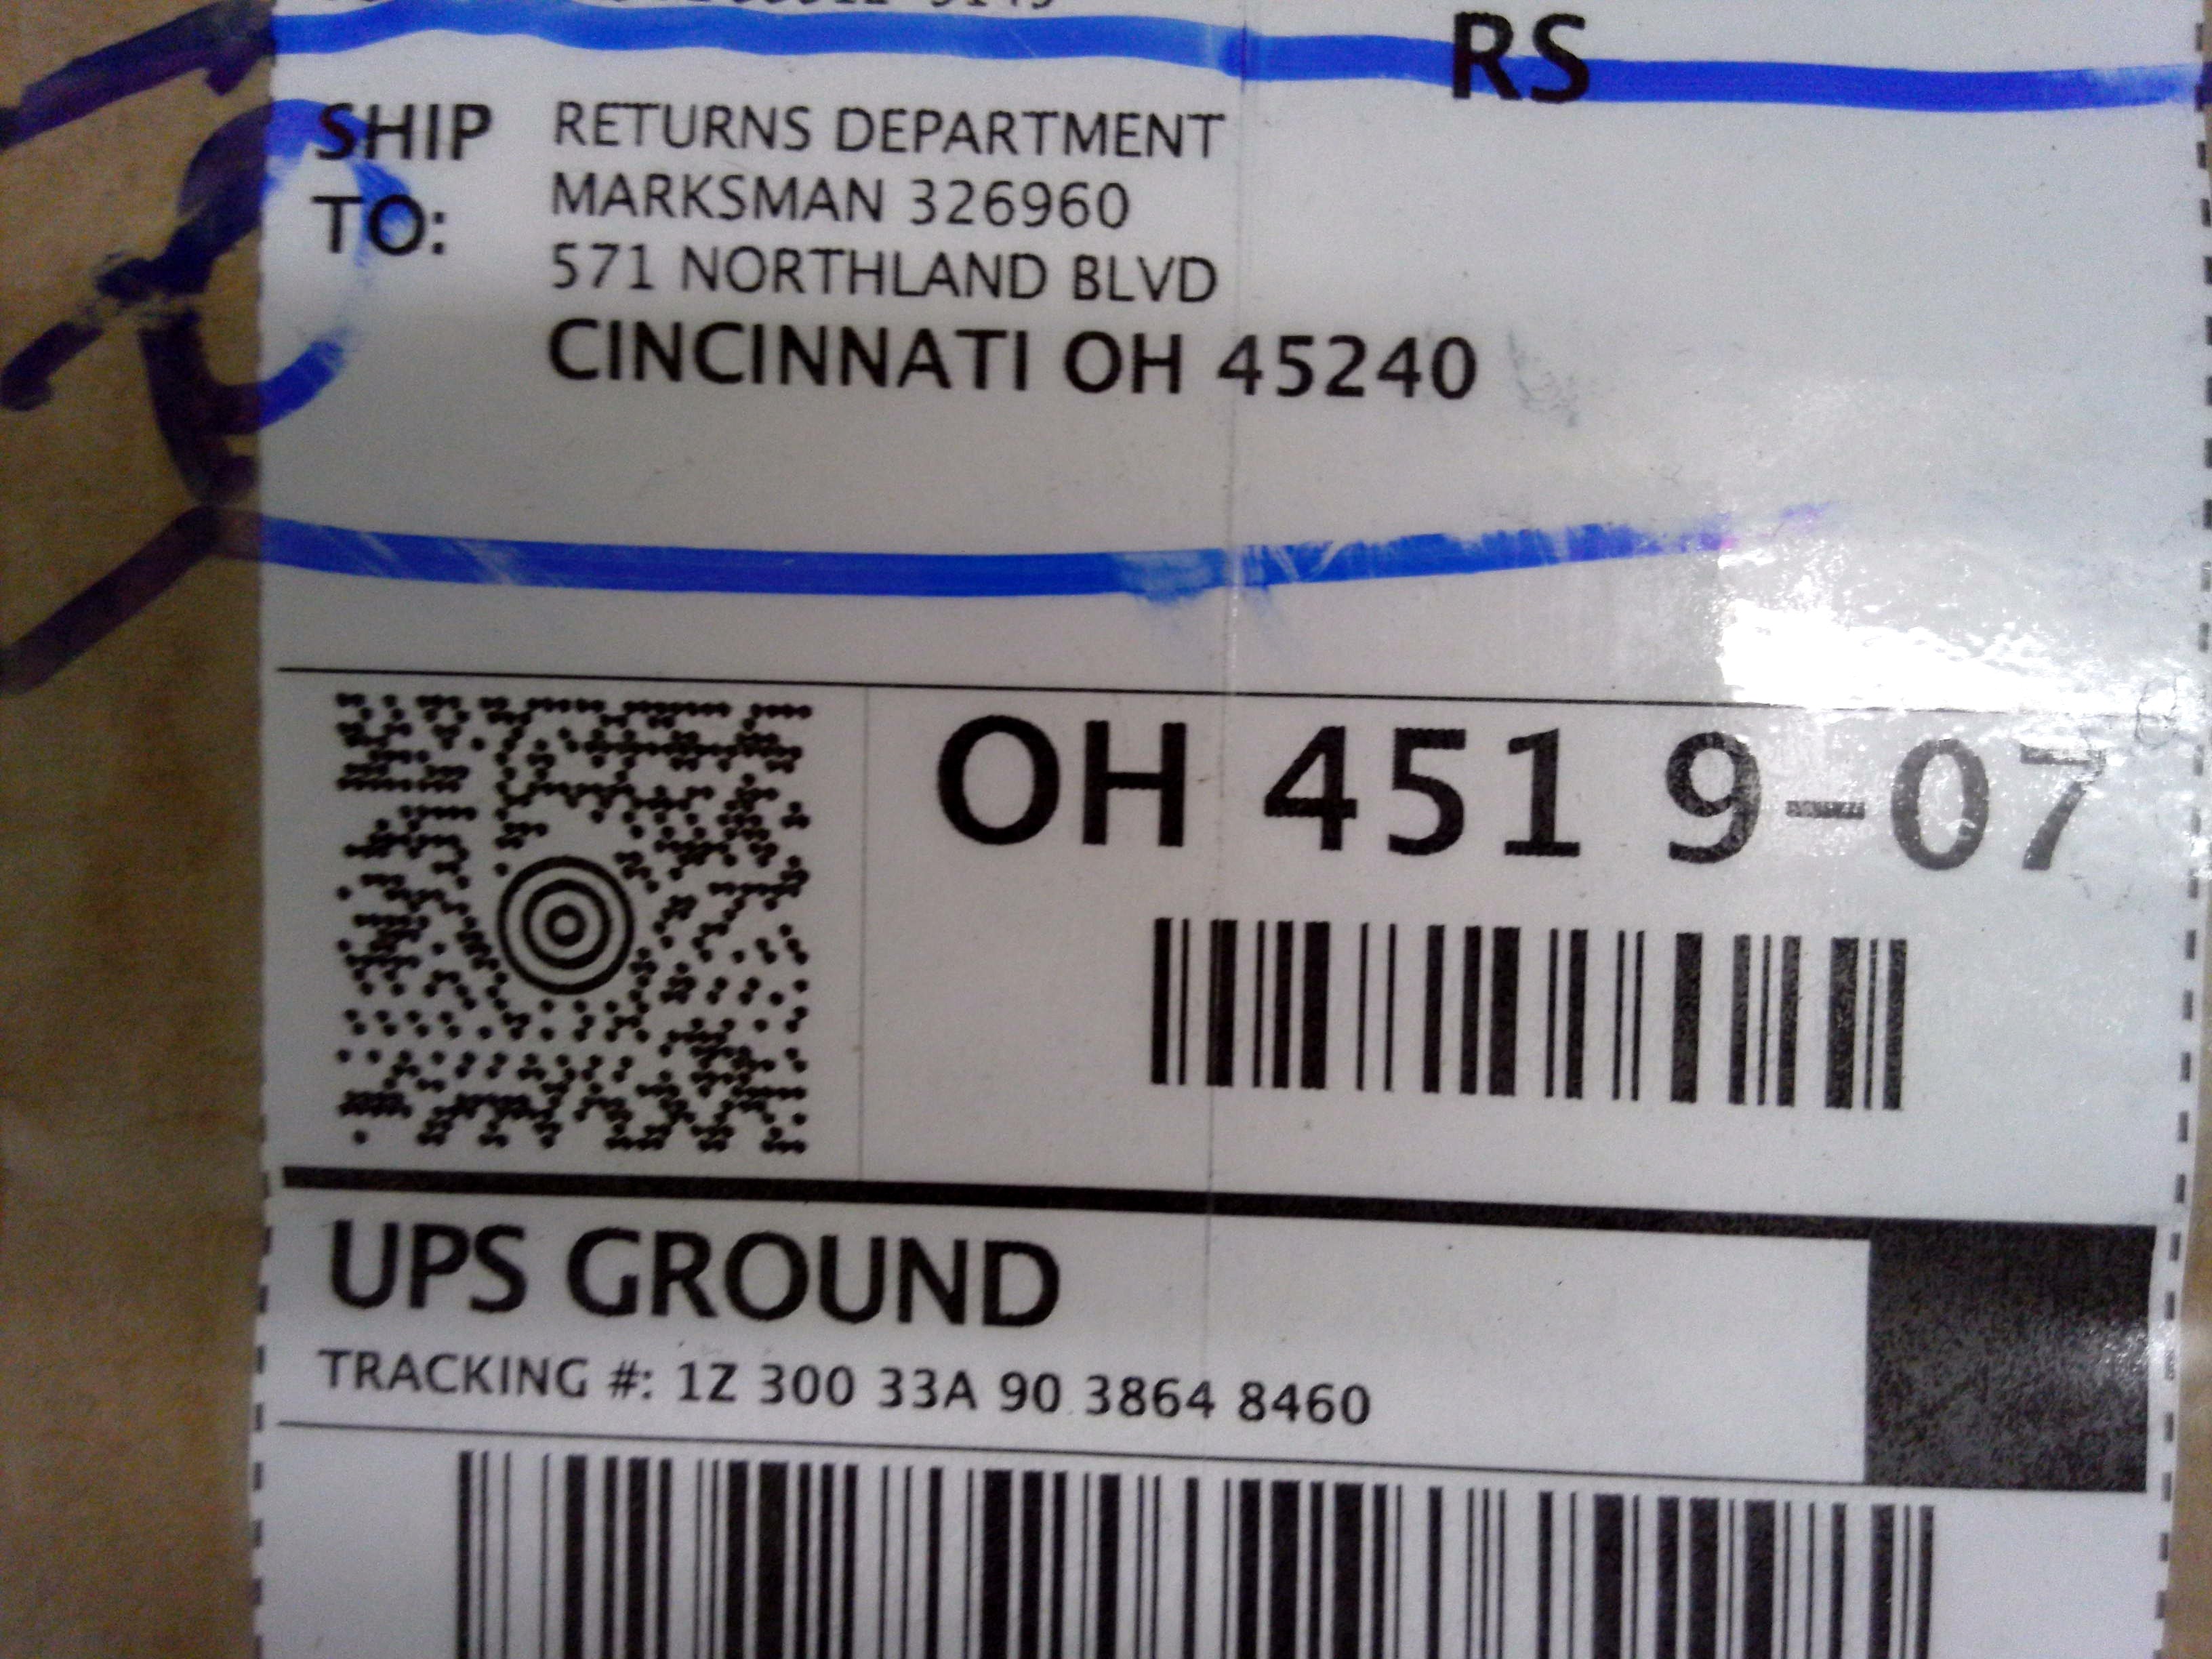 RS
SHIP TO:
RETURNS DEPARTMENT
MARKSMAN 326960
571 NORTHLAND BLVD
CINCINNATI OH 45240
OH 451 9-07
UPS GROUND
TRACKING #: 1Z 300 33A 90 3864 8460